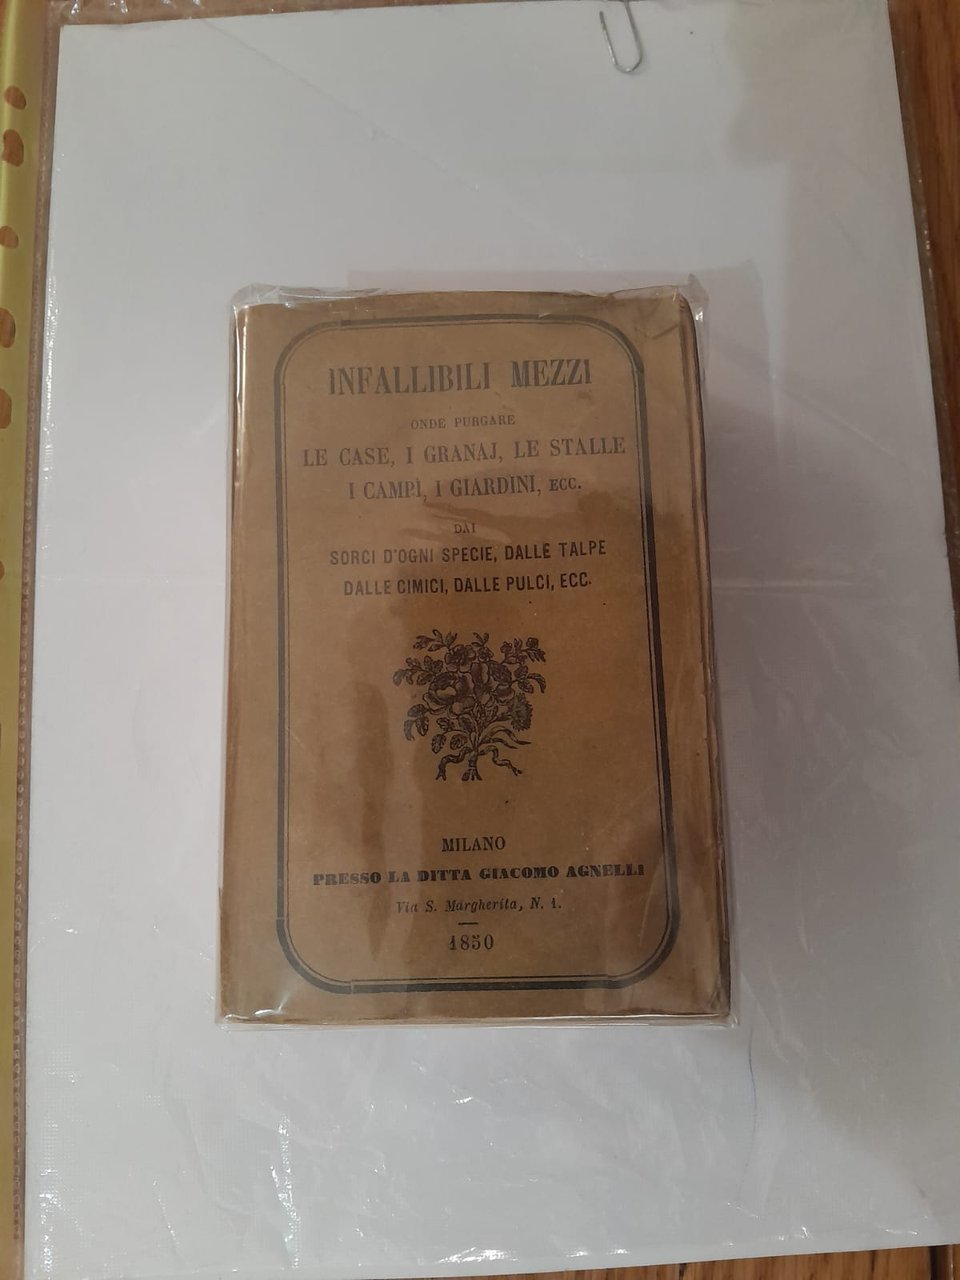 INFALLIBILI MEZZI
ONDE PURGARE
LE CASE, I GRANAJ, LE STALLE
I CAMPI, I GIARDINI, ECC.
DAI
SORCI D'OGNI SPECIE, DALLE TALPE
DALLE CIMICI, DALLE PULCI, ECC.
MILANO
PRESSO LA DITTA GIACOMO AGNELLI
Via S. Margherita, N. 1.
1850